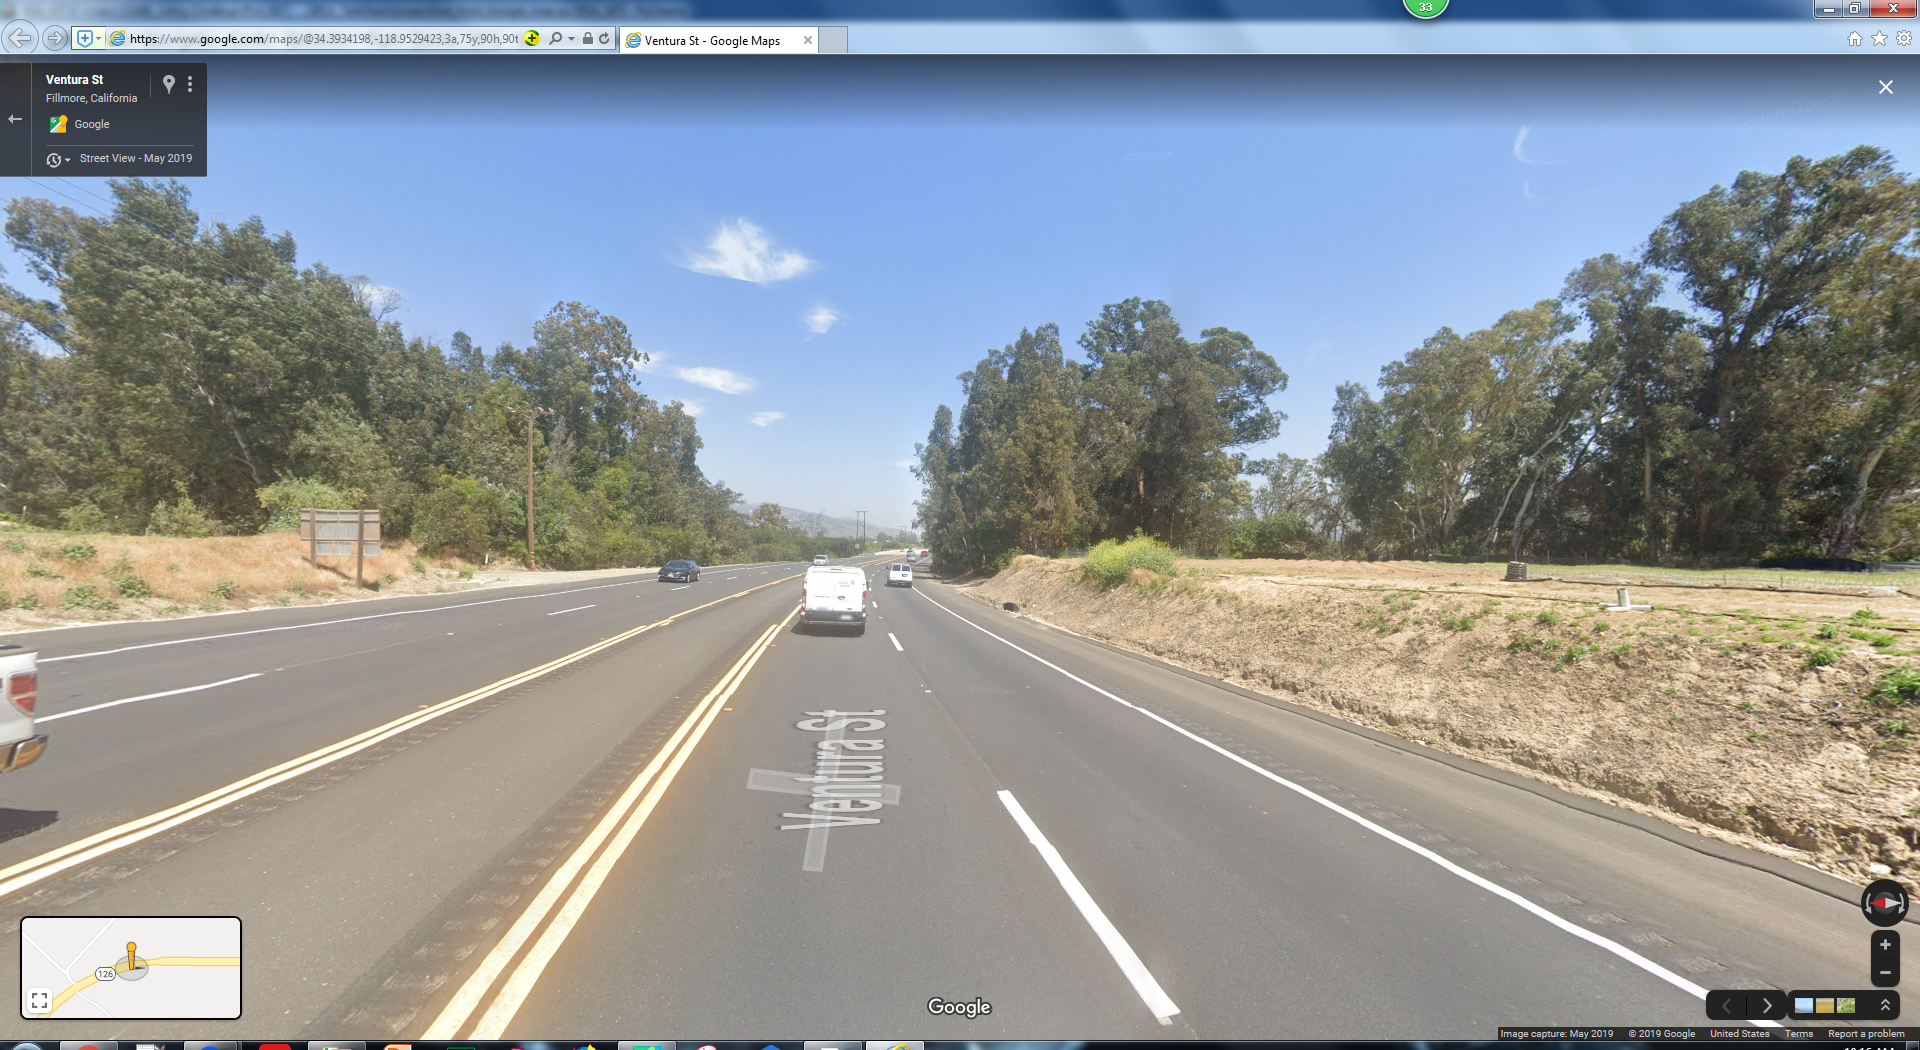 33
https://www.google.com/maps/@34.3934198,-118.9529423,3a,75y,90h,90t
Ventura St - Google Maps
Ventura St
Fillmore, California
Google
Street View - May 2019
Ventura St
126
Google
Image capture: May 2019 © 2019 Google United States Terms Report a problem